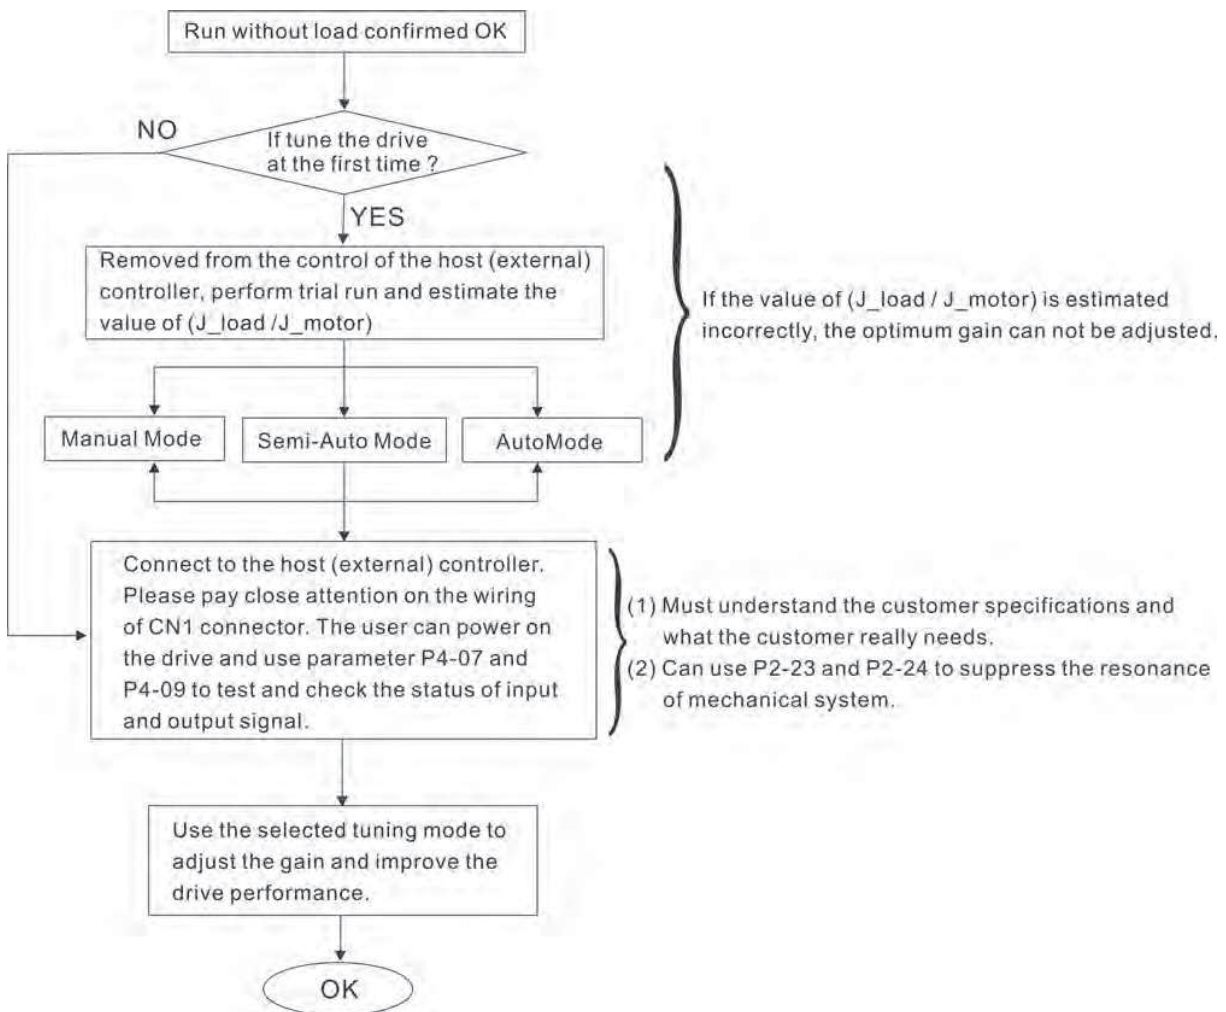 Run without load confirmed OK
NO
If tune the drive
at the first time ?
YES
Removed from the control of the host (external)
controller, perform trial run and estimate the
value of (J_load /J_motor)
If the value of (J_load / J_motor) is estimated
incorrectly, the optimum gain can not be adjusted.
Manual Mode
Semi-Auto Mode
AutoMode
Connect to the host (external) controller.
Please pay close attention on the wiring
of CN1 connector. The user can power on
the drive and use parameter P4-07 and
P4-09 to test and check the status of input
and output signal.
(1) Must understand the customer specifications and
what the customer really needs.
(2) Can use P2-23 and P2-24 to suppress the resonance
of mechanical system.
Use the selected tuning mode to
adjust the gain and improve the
drive performance.
OK